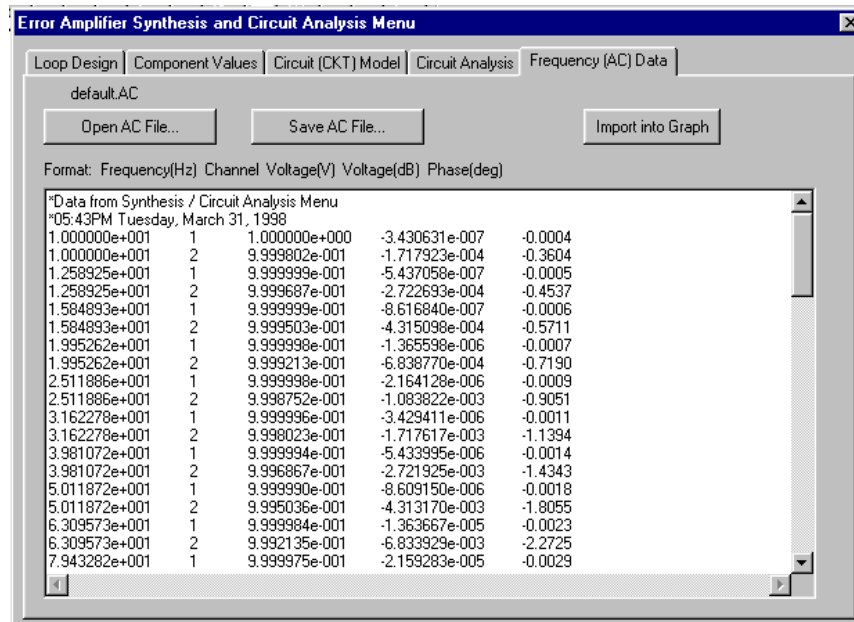 Error Amplifier Synthesis and Circuit Analysis Menu
Loop Design Component Values Circuit (CKT) Model Circuit Analysis Frequency (AC) Data
default.AC
Open AC File... Save AC File... Import into Graph
Format: Frequency(Hz) Channel Voltage(V) Voltage(dB) Phase(deg)
*Data from Synthesis / Circuit Analysis Menu
*05:43PM Tuesday, March 31, 1998
1.000000e+001 1 1.000000e+000 -3.430631e-007 -0.0004
1.000000e+001 2 9.999802e-001 -1.717923e-004 -0.3604
1.258925e+001 1 9.999999e-001 -5.437058e-007 -0.0005
1.258925e+001 2 9.999687e-001 -2.722693e-004 -0.4537
1.584893e+001 1 9.999999e-001 -8.616840e-007 -0.0006
1.584893e+001 2 9.999503e-001 -4.315098e-004 -0.5711
1.995262e+001 1 9.999998e-001 -1.365598e-006 -0.0007
1.995262e+001 2 9.999213e-001 -6.838770e-004 -0.7190
2.511886e+001 1 9.999998e-001 -2.164128e-006 -0.0009
2.511886e+001 2 9.998752e-001 -1.083822e-003 -0.9051
3.162278e+001 1 9.999996e-001 -3.429411e-006 -0.0011
3.162278e+001 2 9.998023e-001 -1.717617e-003 -1.1394
3.981072e+001 1 9.999994e-001 -5.433995e-006 -0.0014
3.981072e+001 2 9.996867e-001 -2.721925e-003 -1.4343
5.011872e+001 1 9.999990e-001 -8.609150e-006 -0.0018
5.011872e+001 2 9.995036e-001 -4.313170e-003 -1.8055
6.309573e+001 1 9.999984e-001 -1.363667e-005 -0.0023
6.309573e+001 2 9.992135e-001 -6.833929e-003 -2.2725
7.943282e+001 1 9.999975e-001 -2.159283e-005 -0.0029